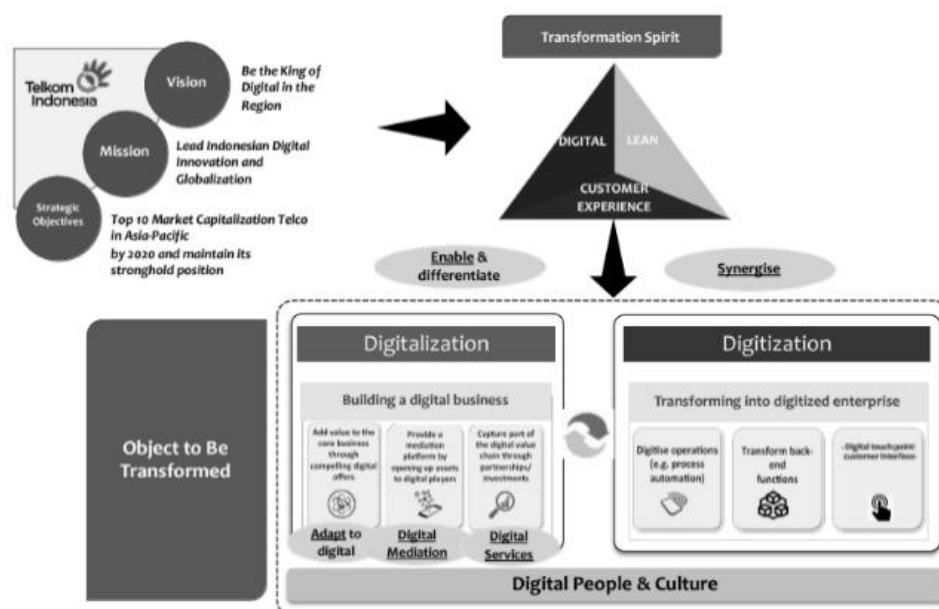 Transformation Spirit
Telkom
Indonesia
Vision
Be the King of
Digital in the
Region
Mission
Lead Indonesian Digital
Innovation and
Globalization
Strategic
Objectives
Top 10 Market Capitalization Telco
in Asia-Pacific
by 2020 and maintain its
stronghold position
DIGITAL
LEAN
CUSTOMER
EXPERIENCE
Enable &
differentiate
Synergise
Object to Be
Transformed
Digitalization
Building a digital business
Add value to the
core business
through
compelling digital
offers
Provide a
mediation
platform by
opening up assets
to digital players
Capture part of
the digital value
chain through
partnerships/
investments
Adapt to
digital
Digital
Mediation
Digital
Services
Digitization
Transforming into digitized enterprise
Digitise operations
(e.g. process
automation)
Transform back-
end
functions
Digital touch point
customer interface
Digital People & Culture